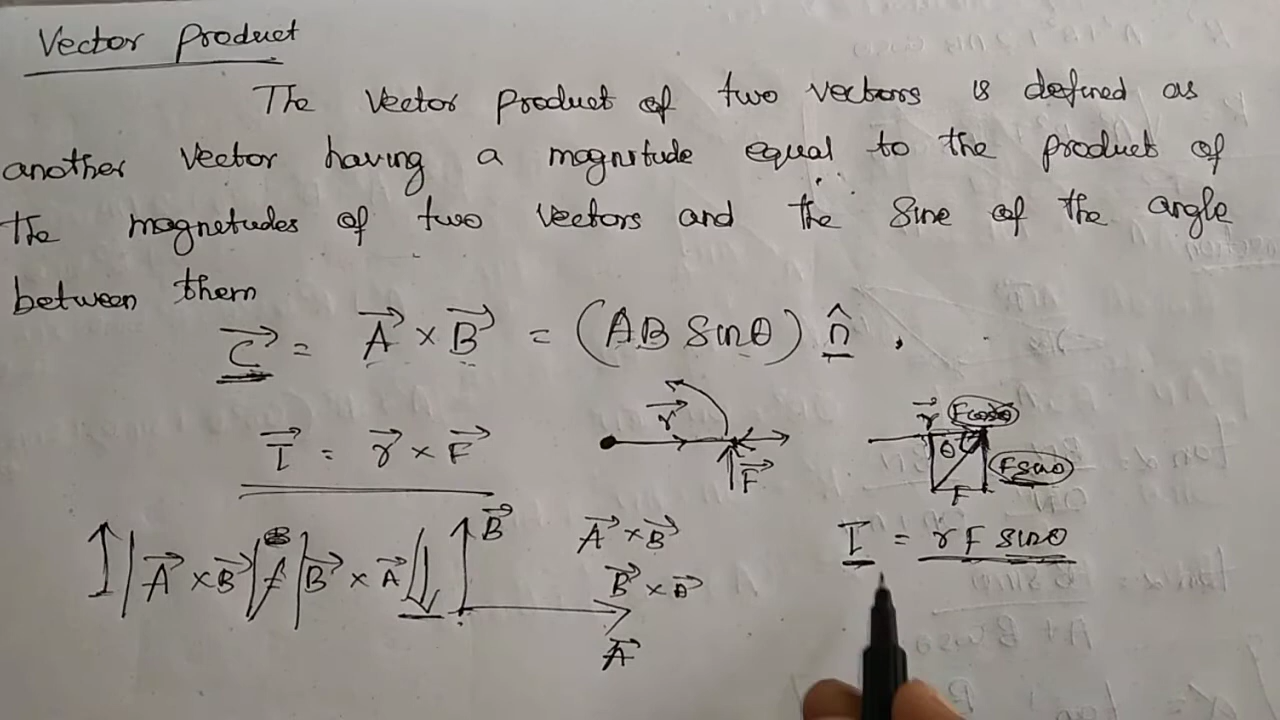 Vector Product
The Vector Product of two vectors is defined as
another Vector having a magnitude equal to the product of
The magnetudes of two Vectors and the Sine of the angle
between them
C⃗ = A⃗ × B⃗ = (AB Sinθ) n̂ .
τ⃗ = r⃗ × F⃗
r⃗
F⃗
r⃗ Fcosθ
θ
Fsinθ
F
|A⃗ × B⃗| |B⃗ × A⃗|
B⃗
A⃗
A⃗ × B⃗
B⃗ × A⃗
τ = r F sinθ